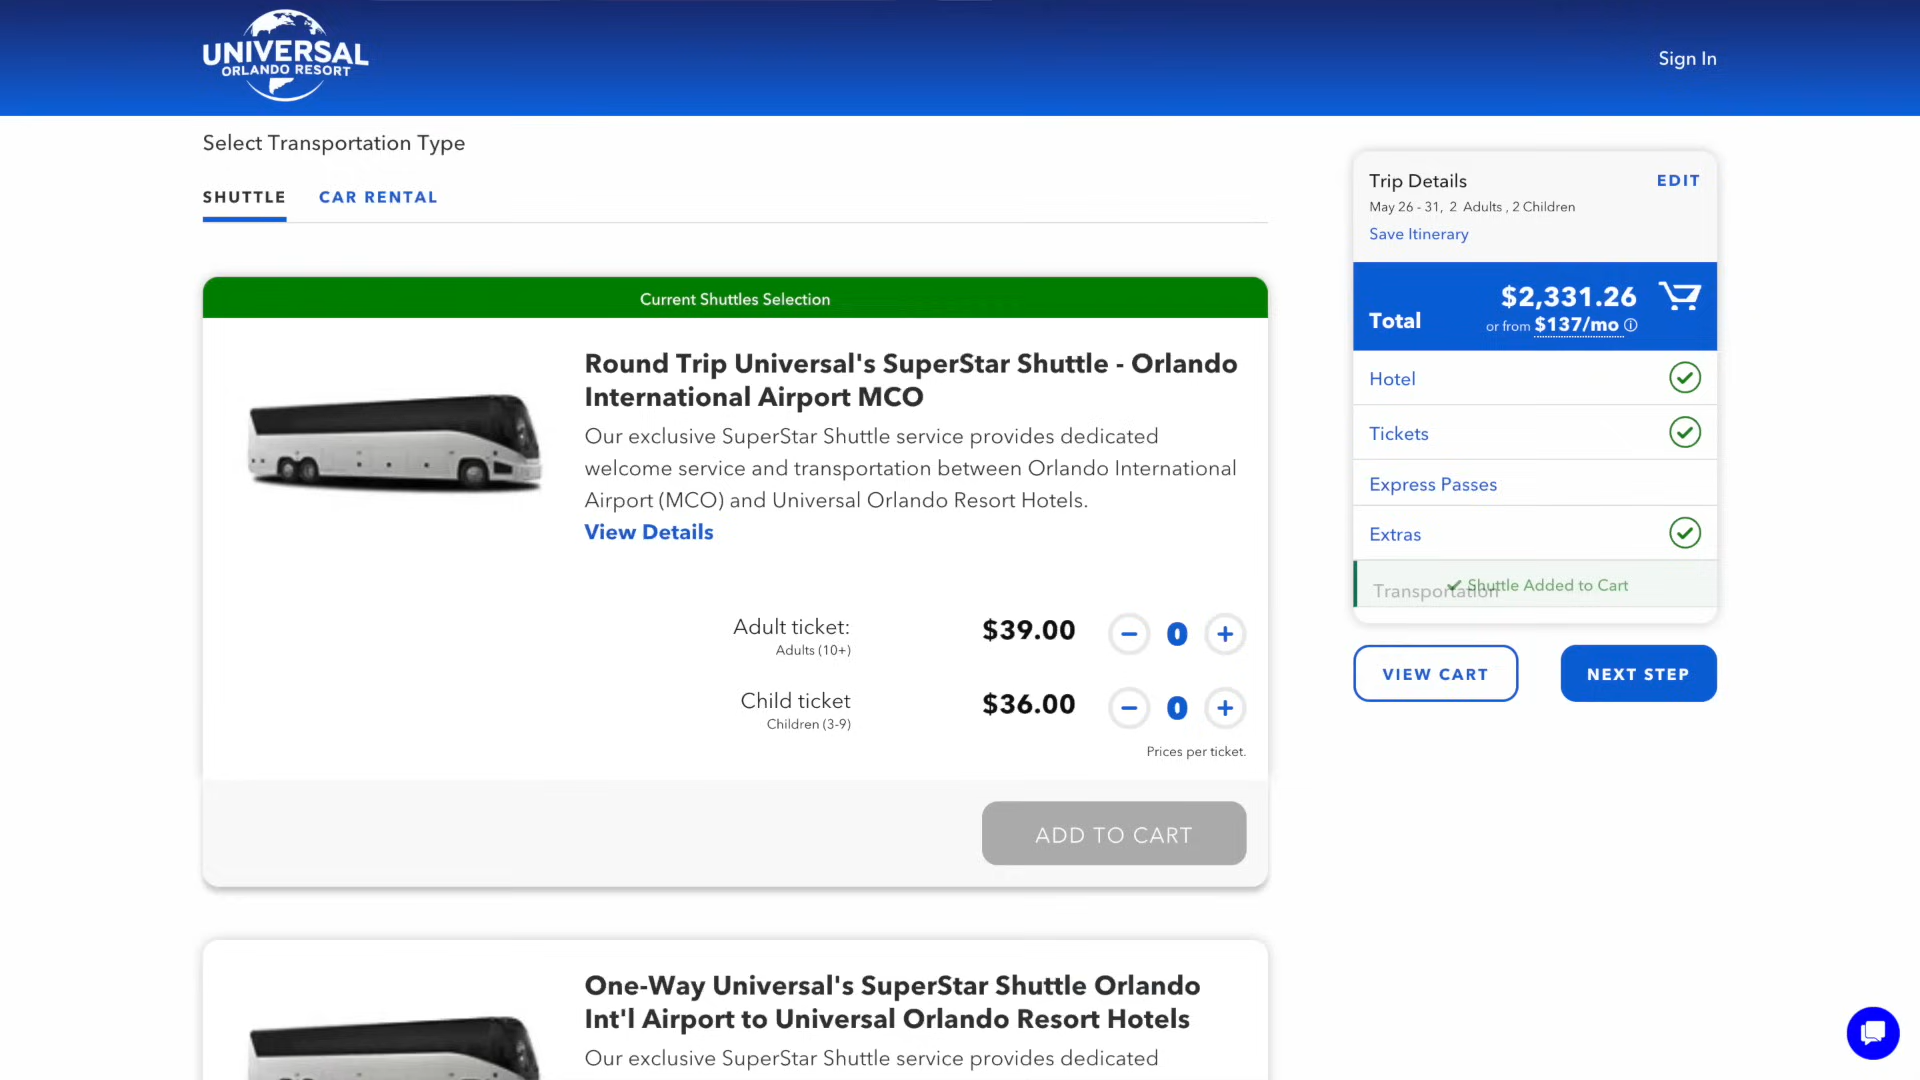 UNIVERSAL
ORLANDO RESORT
Sign In
Select Transportation Type
SHUTTLE
CAR RENTAL
Current Shuttles Selection
Round Trip Universal's SuperStar Shuttle - Orlando
International Airport MCO
Our exclusive SuperStar Shuttle service provides dedicated
welcome service and transportation between Orlando International
Airport (MCO) and Universal Orlando Resort Hotels.
View Details
Adult ticket:
Adults (10+)
$39.00
0
Child ticket
Children (3-9)
$36.00
0
Prices per ticket.
ADD TO CART
One-Way Universal's SuperStar Shuttle Orlando
Int'l Airport to Universal Orlando Resort Hotels
Our exclusive SuperStar Shuttle service provides dedicated
Trip Details
EDIT
May 26 - 31, 2 Adults , 2 Children
Save Itinerary
Total
$2,331.26
or from $137/mo
Hotel
Tickets
Express Passes
Extras
Transportation
Shuttle Added to Cart
VIEW CART
NEXT STEP